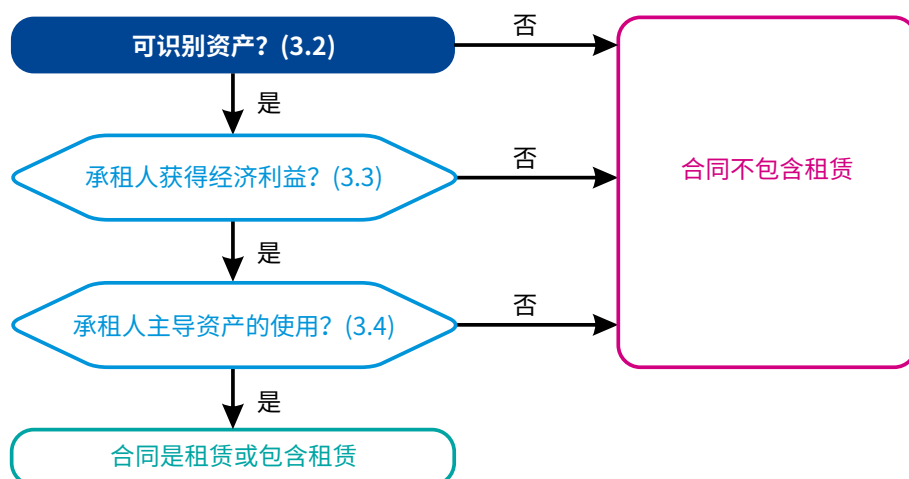 可识别资产？(3.2)
否
是
承租人获得经济利益？(3.3)
否
合同不包含租赁
是
承租人主导资产的使用？(3.4)
否
是
合同是租赁或包含租赁